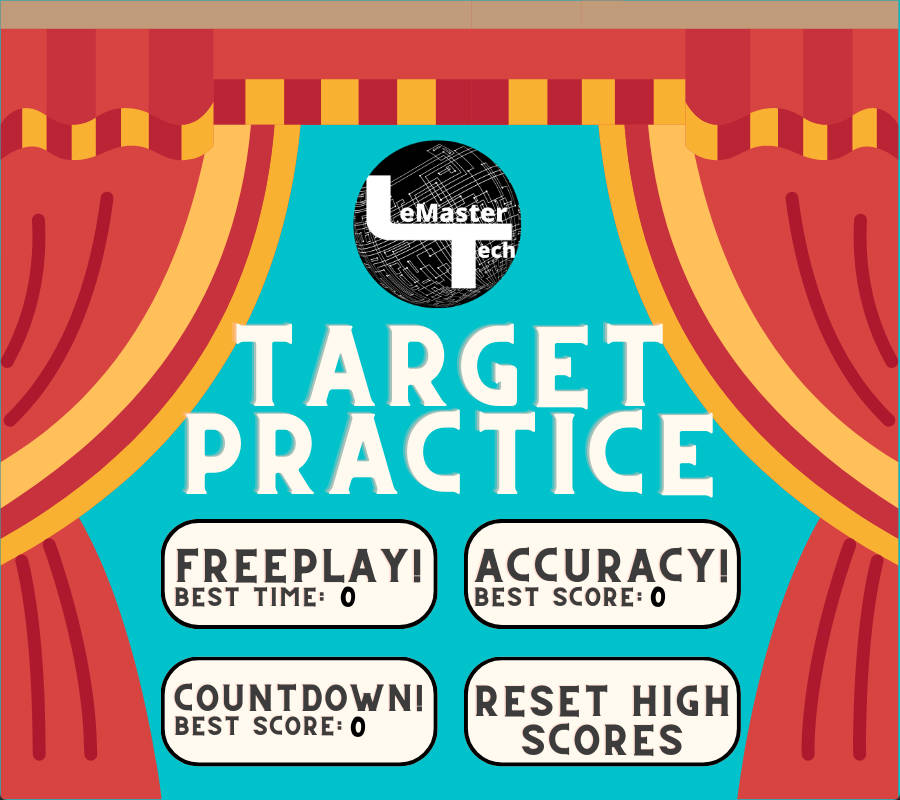 LeMaster
Tech
TARGET
PRACTICE
FREEPLAY!
BEST TIME: 0
ACCURACY!
BEST SCORE: 0
COUNTDOWN!
BEST SCORE: 0
RESET HIGH
SCORES